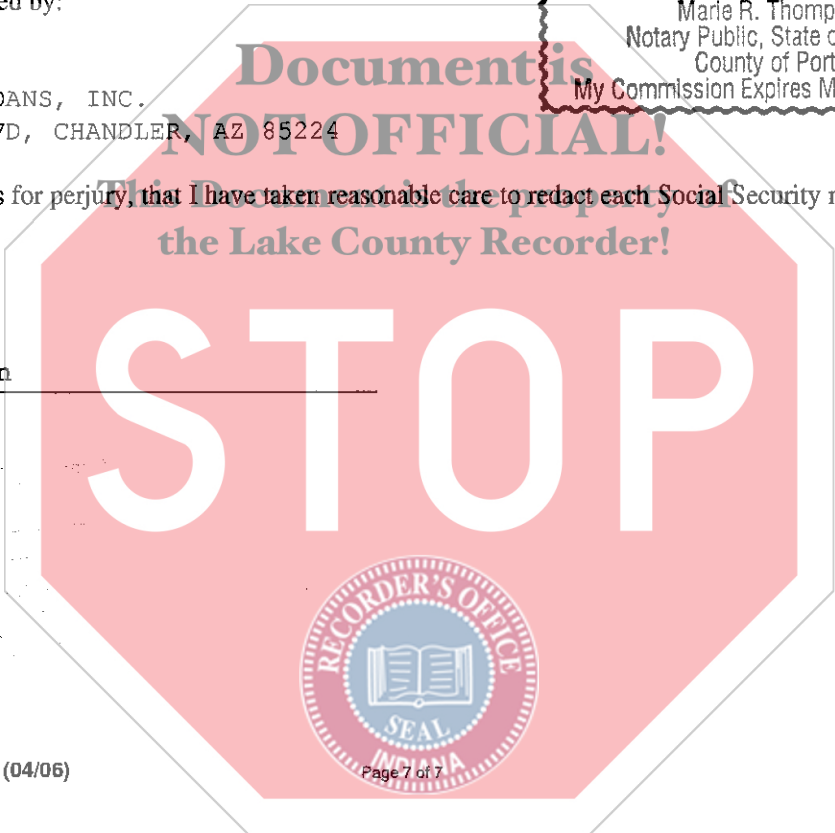 ed by:
Marie R. Thomp
Notary Public, State o
County of Port
My Commission Expires M
Document is
OANS, INC.
7D, CHANDLER, AZ 85224
NOT OFFICIAL!
s for perjury, that I have taken reasonable care to redact each Social Security n
This Document is the property of
the Lake County Recorder!
n
STOP
RECORDER'S OFFICE
SEAL
INDIANA
(04/06)
Page 7 of 7